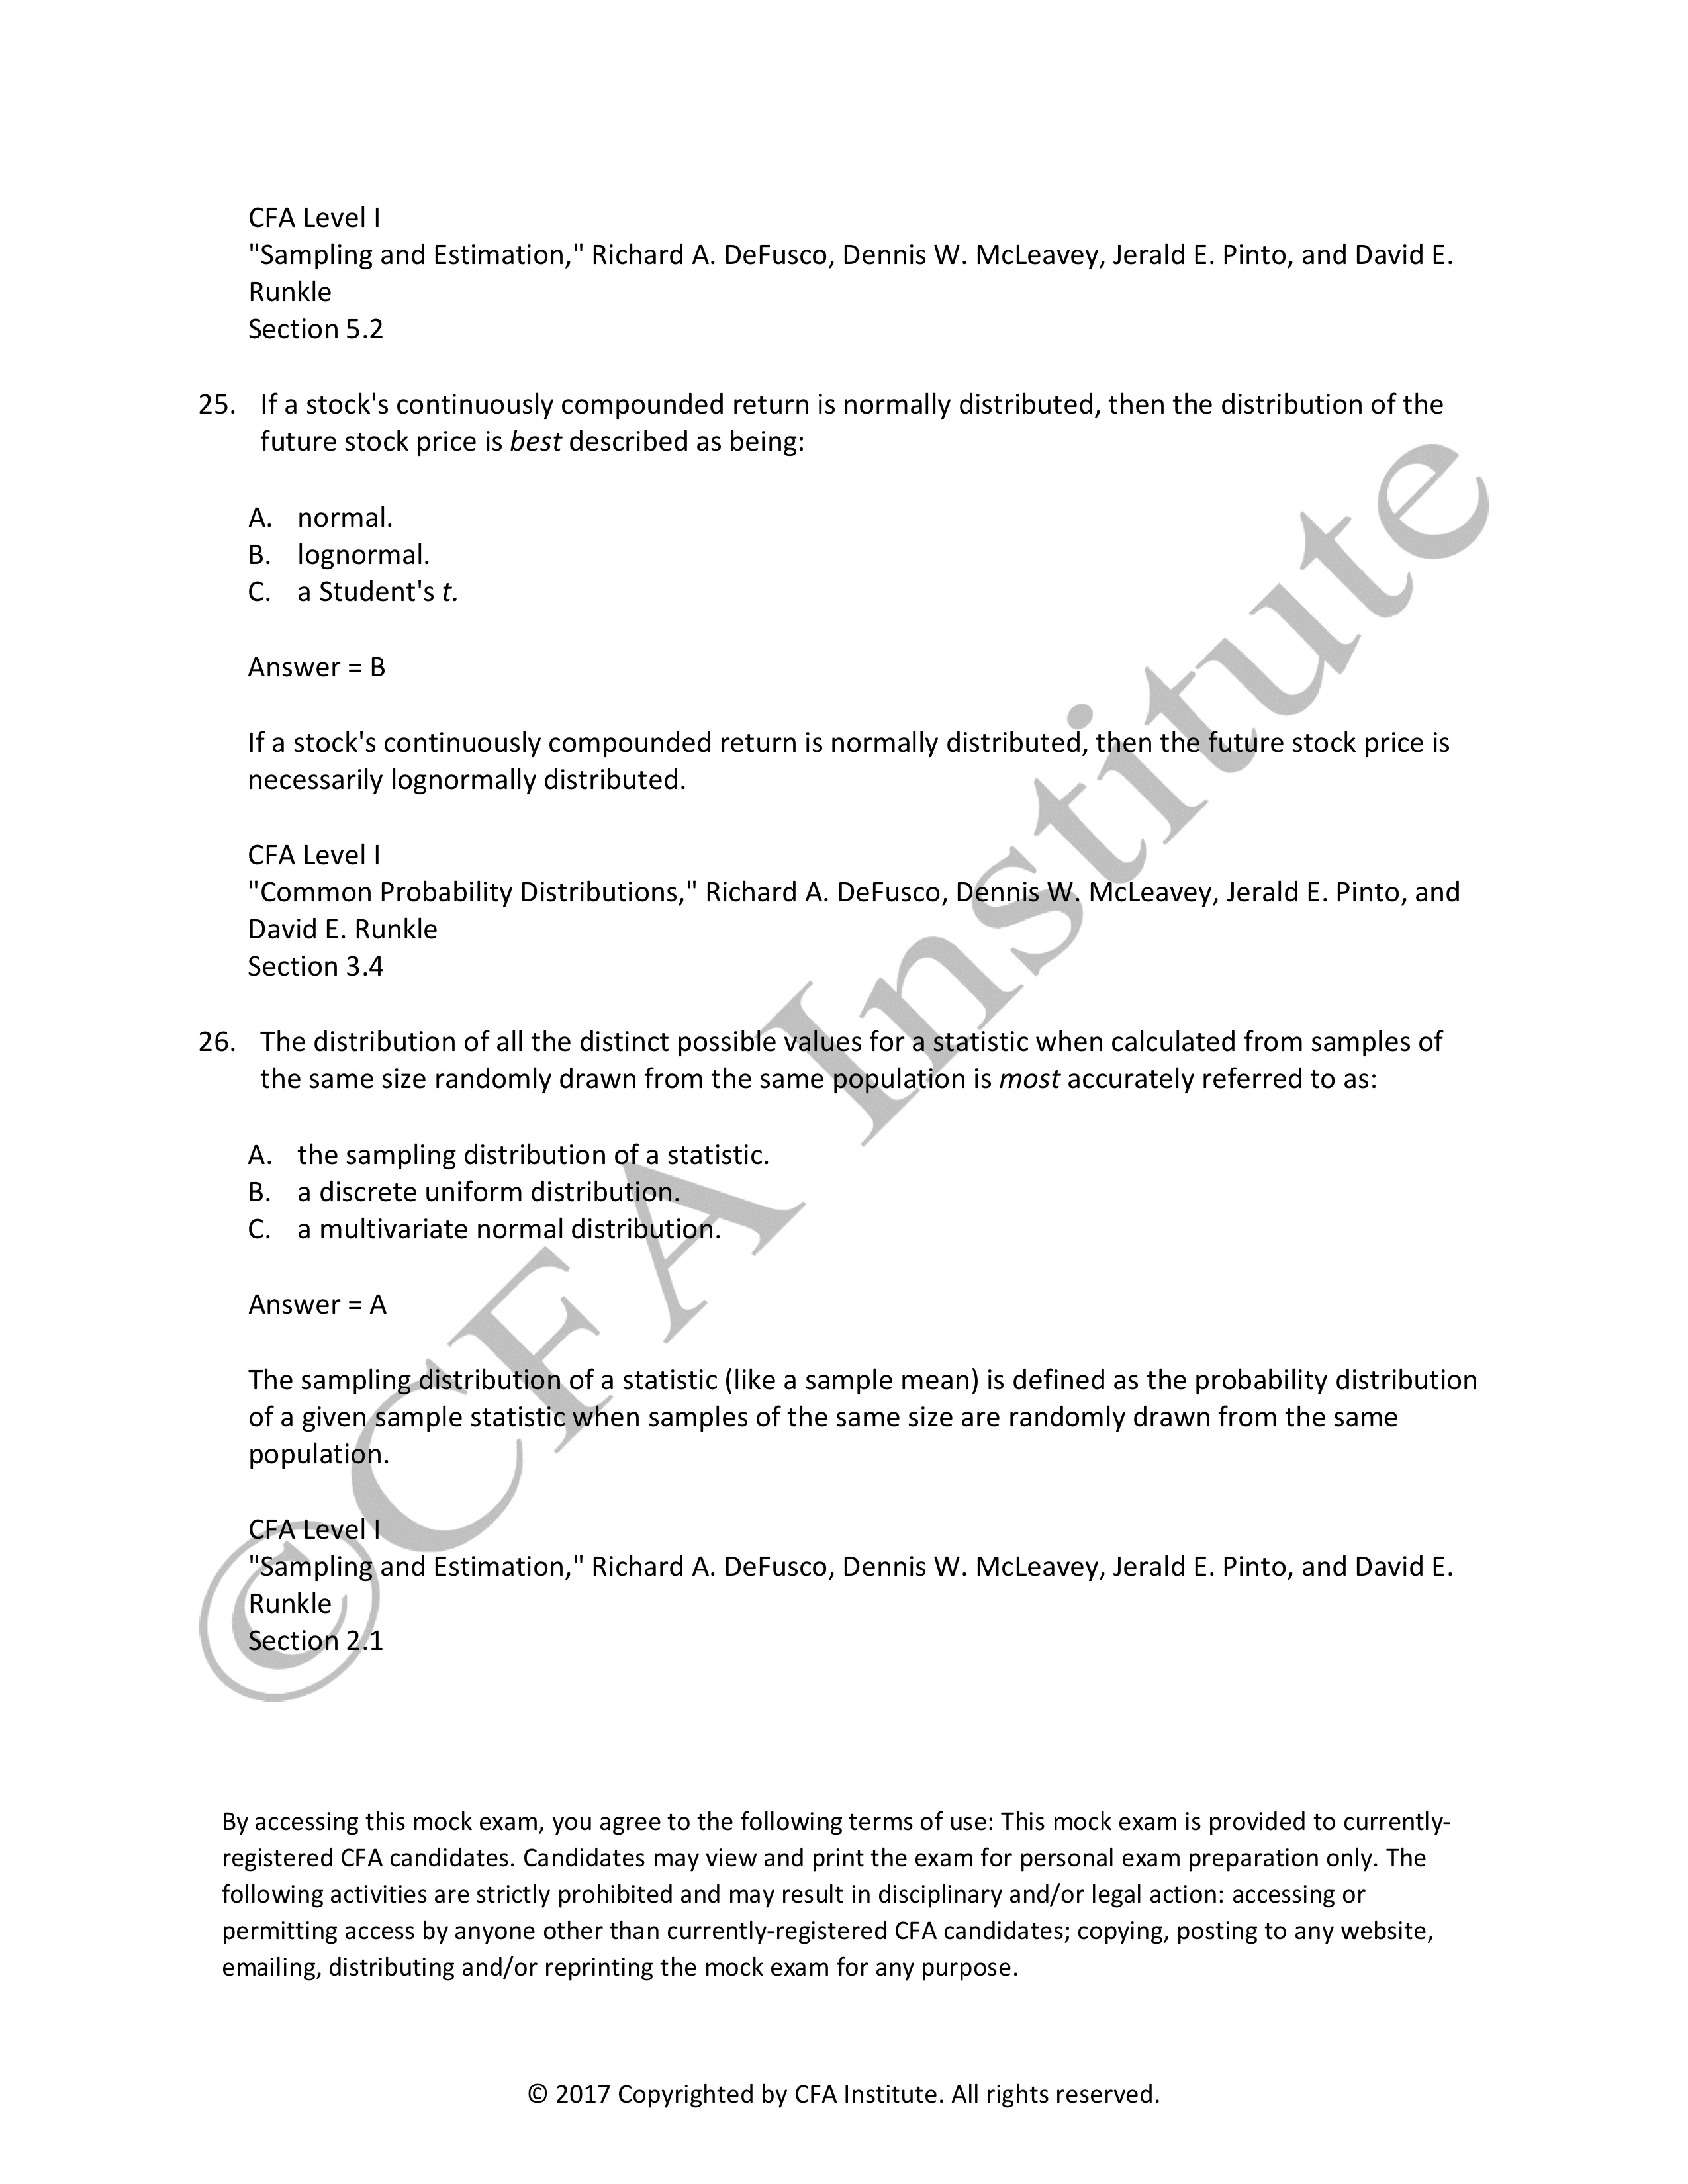 CFA Level I
"Sampling and Estimation," Richard A. DeFusco, Dennis W. McLeavey, Jerald E. Pinto, and David E.
Runkle
Section 5.2
25. If a stock's continuously compounded return is normally distributed, then the distribution of the
future stock price is best described as being:
A. normal.
B. lognormal.
C. a Student's t.
Answer = B
If a stock's continuously compounded return is normally distributed, then the future stock price is
necessarily lognormally distributed.
CFA Level I
"Common Probability Distributions," Richard A. DeFusco, Dennis W. McLeavey, Jerald E. Pinto, and
David E. Runkle
Section 3.4
26. The distribution of all the distinct possible values for a statistic when calculated from samples of
the same size randomly drawn from the same population is most accurately referred to as:
A. the sampling distribution of a statistic.
B. a discrete uniform distribution.
C. a multivariate normal distribution.
Answer = A
The sampling distribution of a statistic (like a sample mean) is defined as the probability distribution
of a given sample statistic when samples of the same size are randomly drawn from the same
population.
CFA Level I
"Sampling and Estimation," Richard A. DeFusco, Dennis W. McLeavey, Jerald E. Pinto, and David E.
Runkle
Section 2.1
By accessing this mock exam, you agree to the following terms of use: This mock exam is provided to currently-
registered CFA candidates. Candidates may view and print the exam for personal exam preparation only. The
following activities are strictly prohibited and may result in disciplinary and/or legal action: accessing or
permitting access by anyone other than currently-registered CFA candidates; copying, posting to any website,
emailing, distributing and/or reprinting the mock exam for any purpose.
© 2017 Copyrighted by CFA Institute. All rights reserved.
©CFA Institute